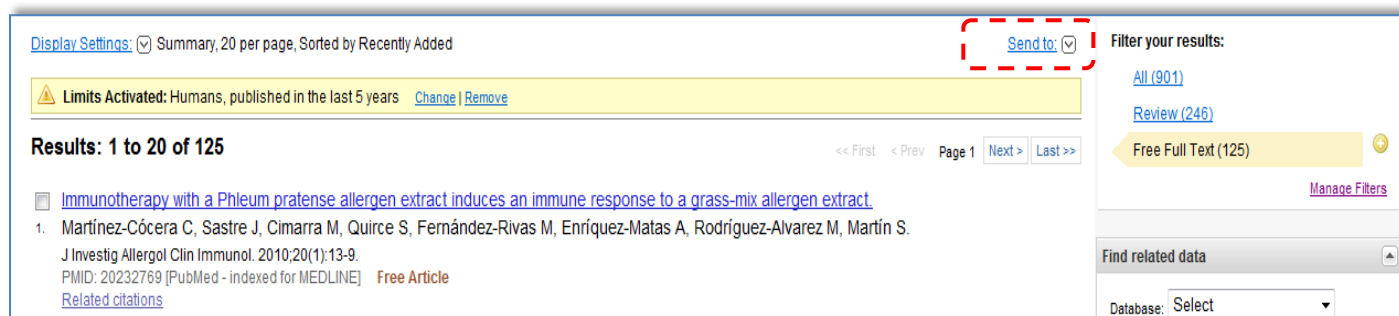 Display Settings: Summary, 20 per page, Sorted by Recently Added
Send to:
Limits Activated: Humans, published in the last 5 years Change | Remove
Results: 1 to 20 of 125
<< First < Prev Page 1 Next > Last >>
Immunotherapy with a Phleum pratense allergen extract induces an immune response to a grass-mix allergen extract.
1. Martínez-Cócera C, Sastre J, Cimarra M, Quirce S, Fernández-Rivas M, Enríquez-Matas A, Rodríguez-Alvarez M, Martín S.
J Investig Allergol Clin Immunol. 2010;20(1):13-9.
PMID: 20232769 [PubMed - indexed for MEDLINE] Free Article
Related citations
Filter your results:
All (901)
Review (246)
Free Full Text (125)
Manage Filters
Find related data
Database: Select